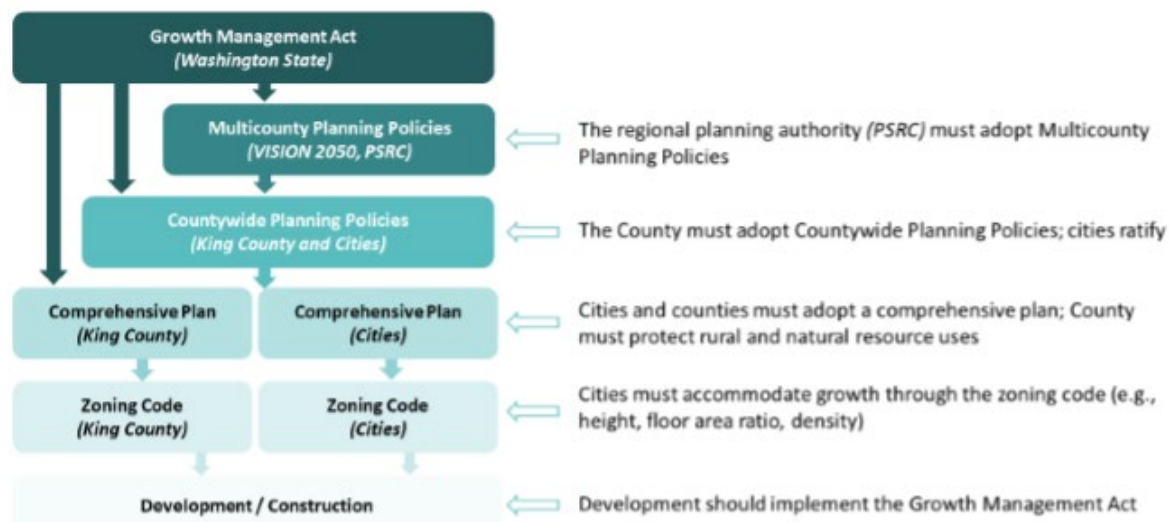 Growth Management Act
(Washington State)
Multicounty Planning Policies
(VISION 2050, PSRC)
The regional planning authority (PSRC) must adopt Multicounty
Planning Policies
Countywide Planning Policies
(King County and Cities)
The County must adopt Countywide Planning Policies; cities ratify
Comprehensive Plan
(King County)
Comprehensive Plan
(Cities)
Cities and counties must adopt a comprehensive plan; County
must protect rural and natural resource uses
Zoning Code
(King County)
Zoning Code
(Cities)
Cities must accommodate growth through the zoning code (e.g.,
height, floor area ratio, density)
Development / Construction
Development should implement the Growth Management Act